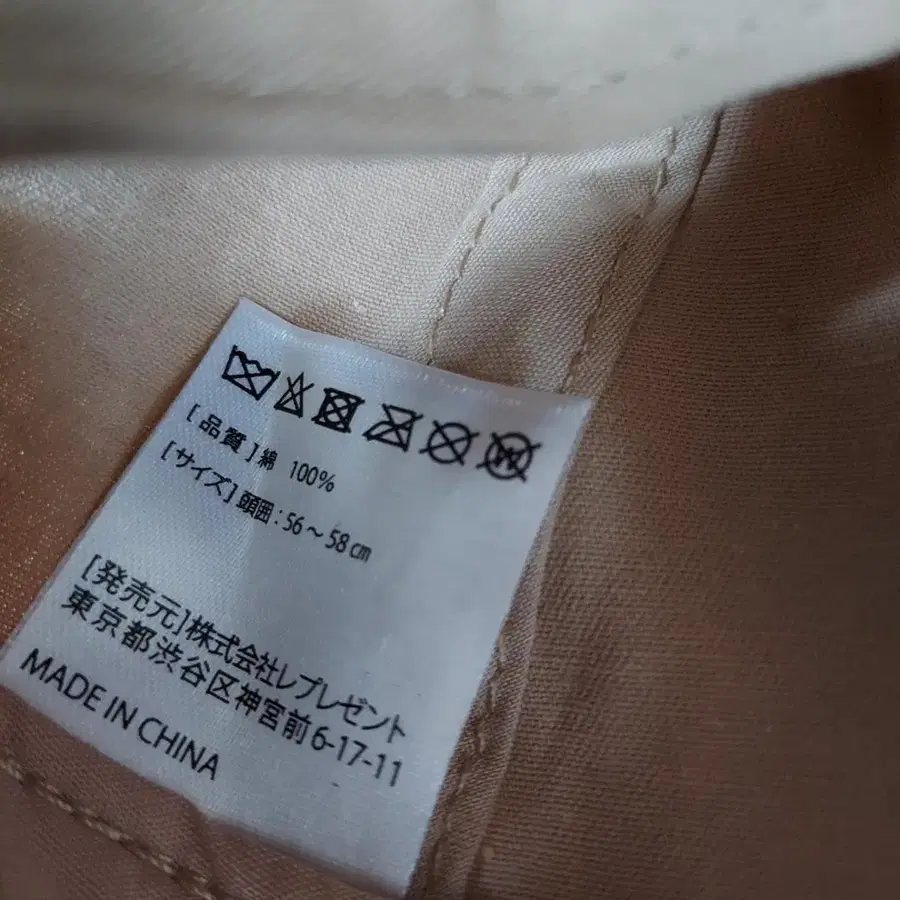 [品質]綿 100%
[サイズ]頭囲:56～58㎝
[発売元]株式会社レプレゼント
東京都渋谷区神宮前6-17-11
MADE IN CHINA